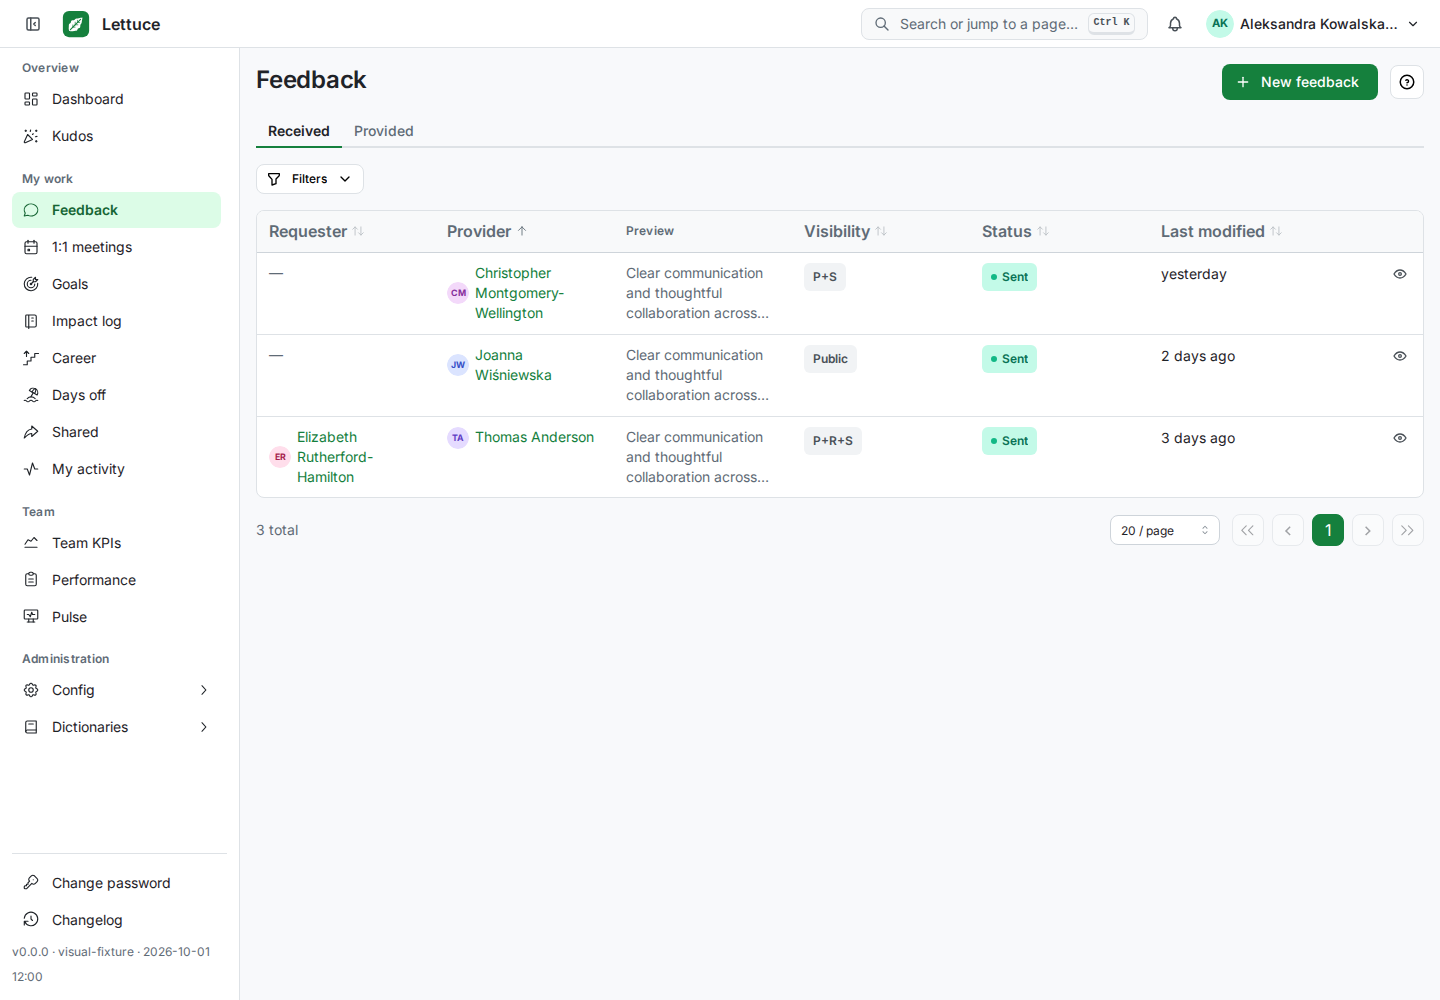 Lettuce
Search or jump to a page...
Ctrl K
AK
Aleksandra Kowalska...
Overview
Dashboard
Kudos
My work
Feedback
1:1 meetings
Goals
Impact log
Career
Days off
Shared
My activity
Team
Team KPIs
Performance
Pulse
Administration
Config
Dictionaries
Change password
Changelog
v0.0.0 · visual-fixture · 2026-10-01
12:00
Feedback
New feedback
Received
Provided
Filters
Requester
Provider
Preview
Visibility
Status
Last modified
—
CM
Christopher
Montgomery-
Wellington
Clear communication
and thoughtful
collaboration across...
P+S
Sent
yesterday
—
JW
Joanna
Wiśniewska
Clear communication
and thoughtful
collaboration across...
Public
Sent
2 days ago
ER
Elizabeth
Rutherford-
Hamilton
TA
Thomas Anderson
Clear communication
and thoughtful
collaboration across...
P+R+S
Sent
3 days ago
3 total
20 / page
1